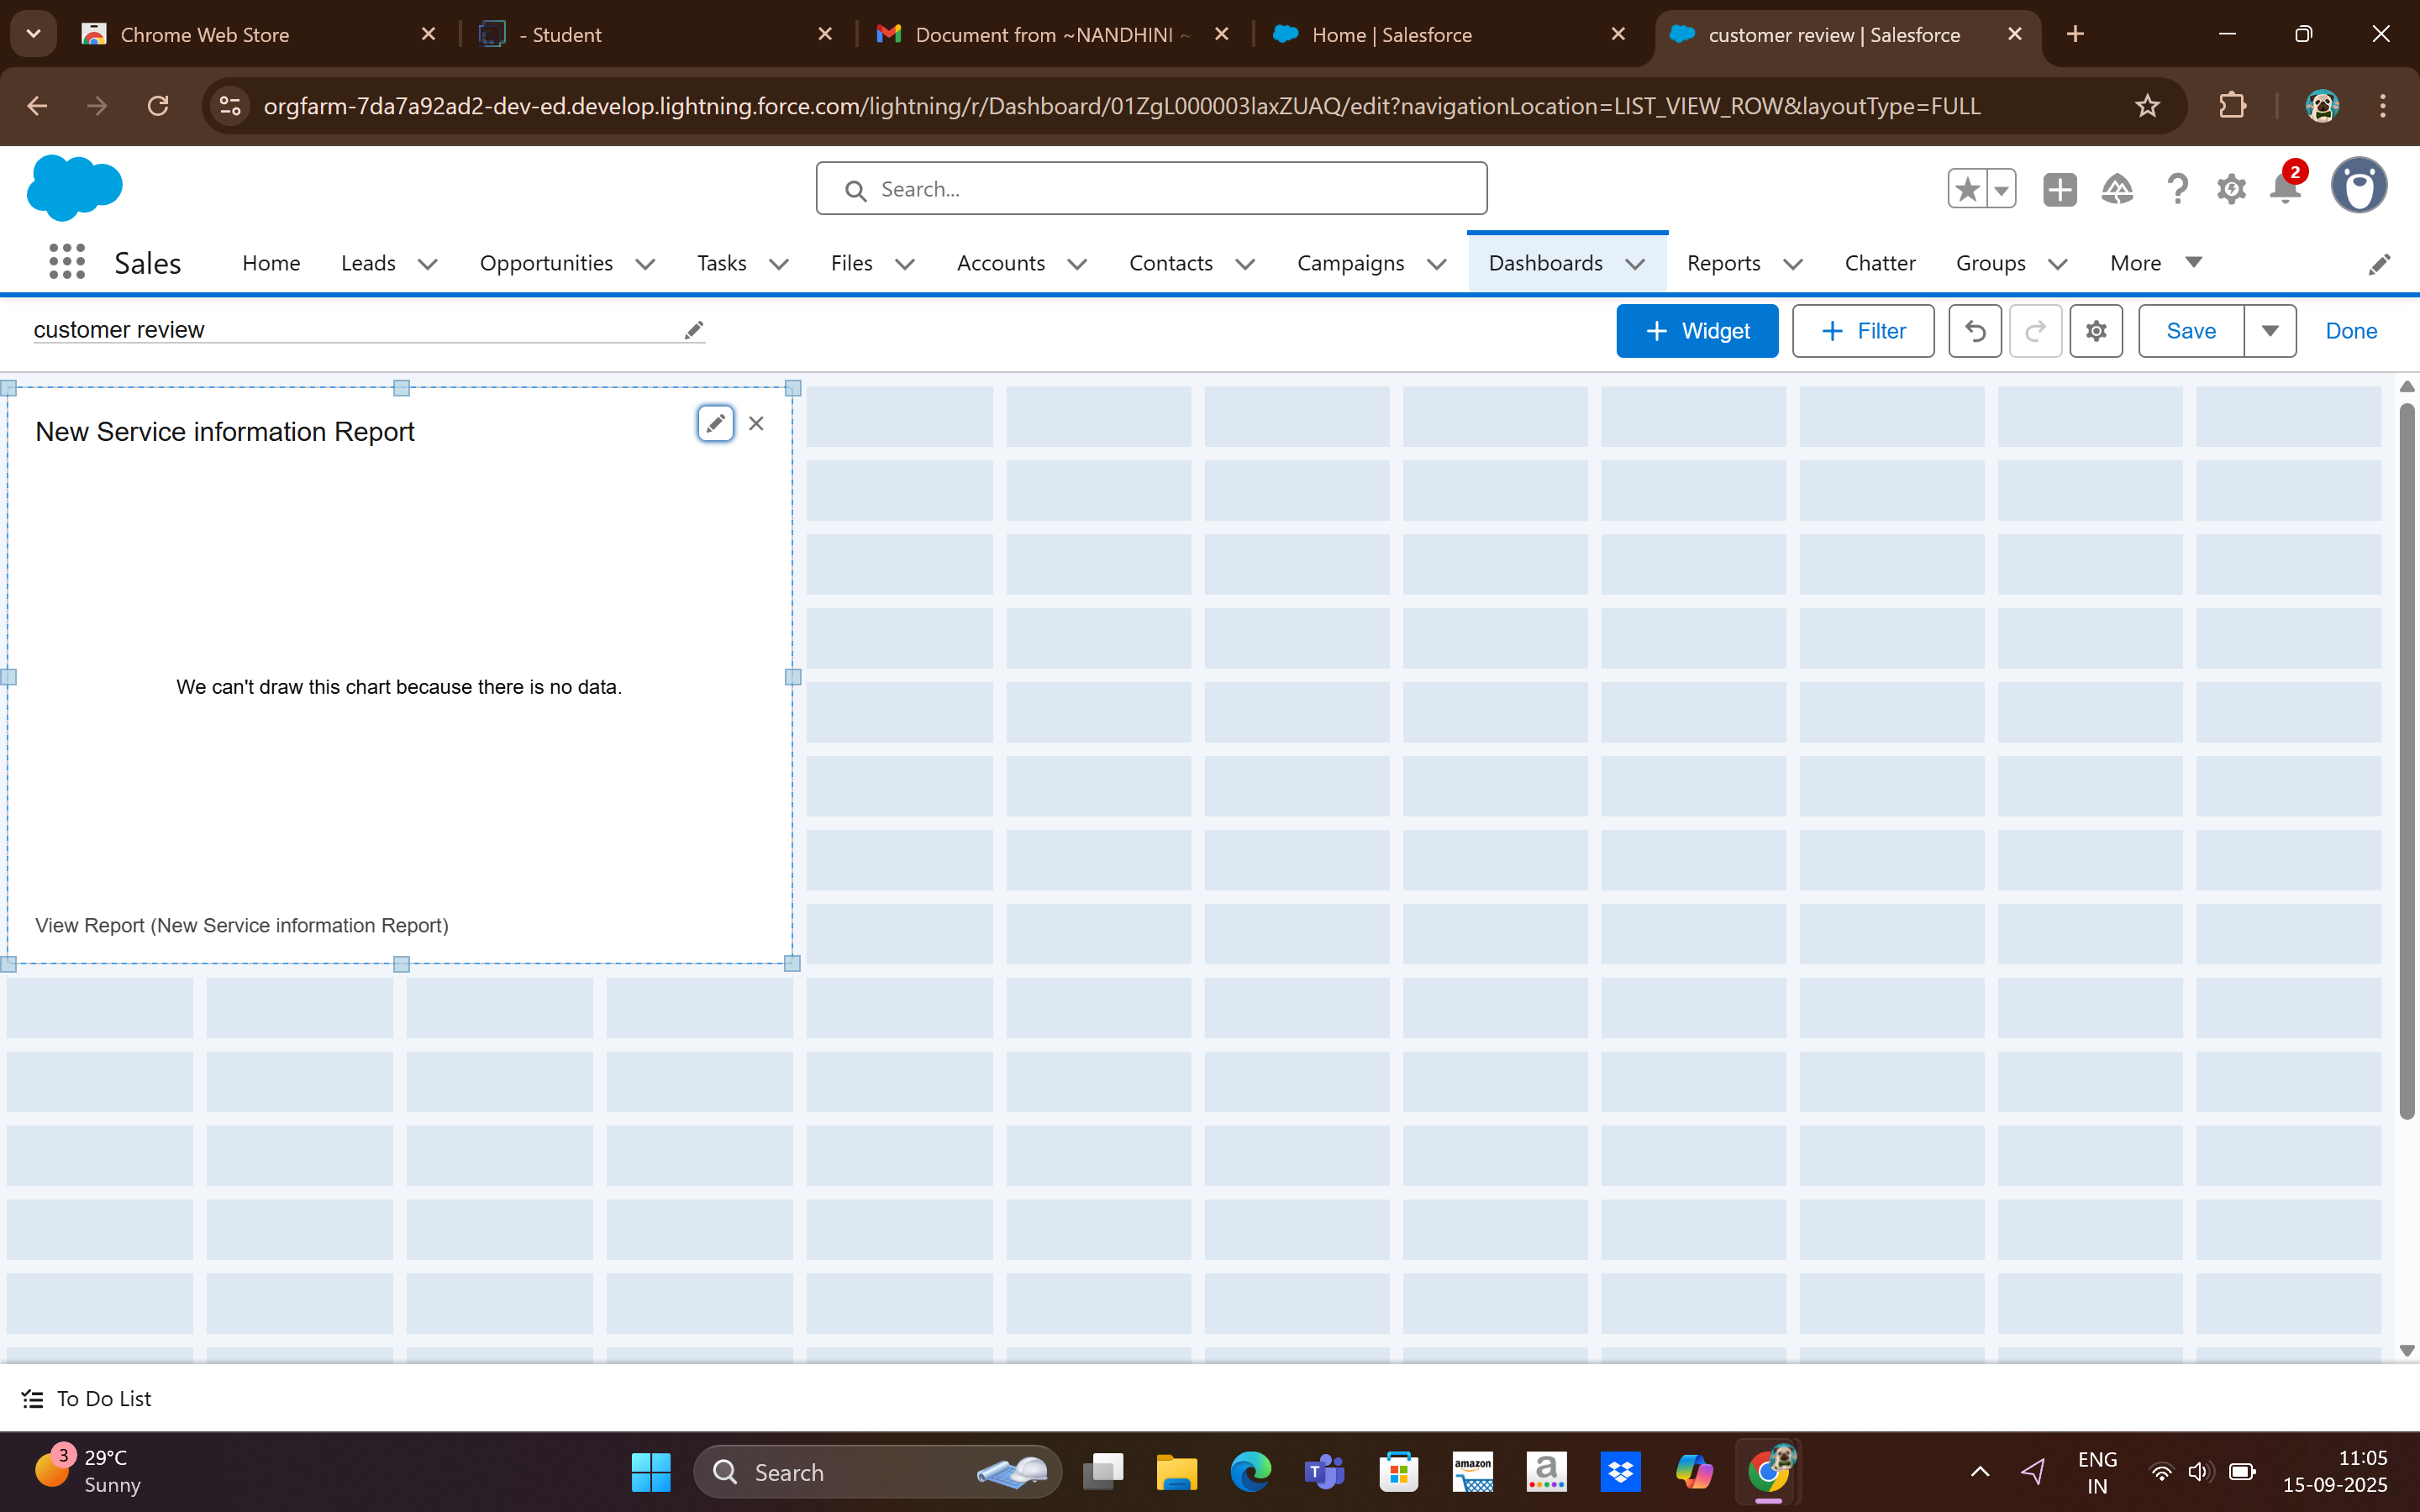 Chrome Web Store
- Student
Document from ~NANDHINI ~
Home | Salesforce
customer review | Salesforce
orgfarm-7da7a92ad2-dev-ed.develop.lightning.force.com/lightning/r/Dashboard/01ZgL000003laxZUAQ/edit?navigationLocation=LIST_VIEW_ROW&layoutType=FULL
Search...
2
Sales
Home
Leads
Opportunities
Tasks
Files
Accounts
Contacts
Campaigns
Dashboards
Reports
Chatter
Groups
More
customer review
+ Widget
+ Filter
Save
Done
New Service information Report
We can't draw this chart because there is no data.
View Report (New Service information Report)
To Do List
3
29°C
Sunny
Search
T
amazon
a
ENG
IN
11:05
15-09-2025